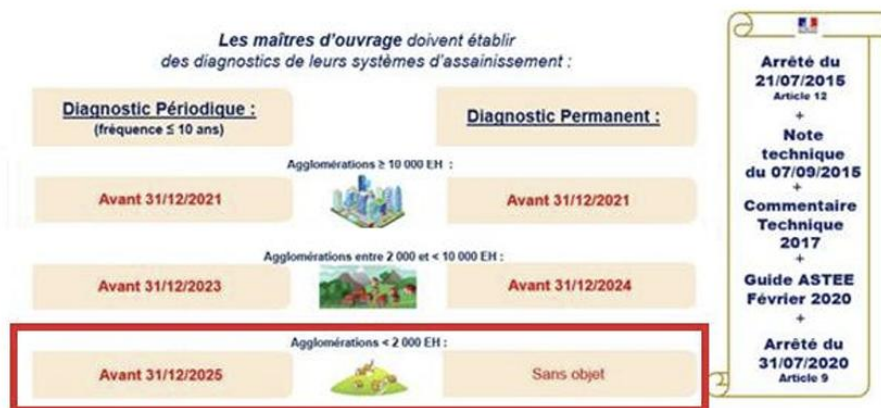 Les maîtres d'ouvrage doivent établir
des diagnostics de leurs systèmes d'assainissement :
Diagnostic Périodique :
(fréquence ≤ 10 ans)
Diagnostic Permanent :
Agglomérations ≥ 10 000 EH :
Avant 31/12/2021
Avant 31/12/2021
Agglomérations entre 2 000 et < 10 000 EH :
Avant 31/12/2023
Avant 31/12/2024
Agglomérations < 2 000 EH :
Avant 31/12/2025
Sans objet
Arrêté du
21/07/2015
Article 12
+
Note
technique
du 07/09/2015
+
Commentaire
Technique
2017
+
Guide ASTEE
Février 2020
+
Arrêté du
31/07/2020
Article 9